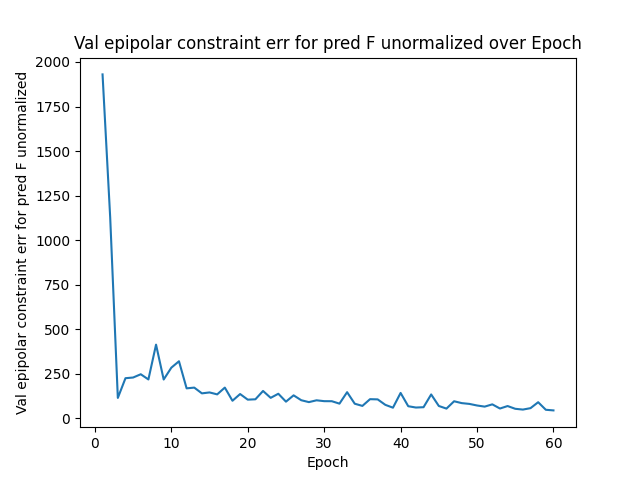 Val epipolar constraint err for pred F unormalized over Epoch
Val epipolar constraint err for pred F unormalized
2000
1750
1500
1250
1000
750
500
250
0
0 10 20 30 40 50 60
Epoch